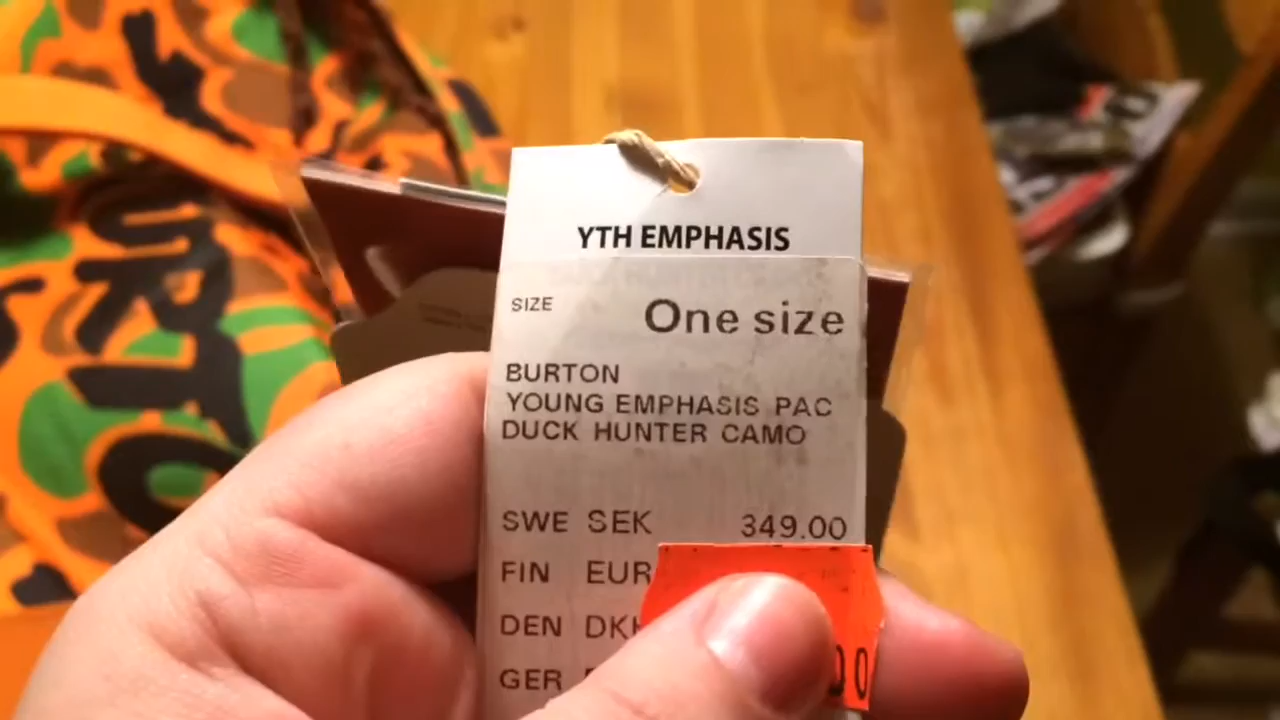 YTH EMPHASIS
SIZE One size
BURTON
YOUNG EMPHASIS PAC
DUCK HUNTER CAMO
SWE SEK 349.00
FIN EUR
DEN
GER